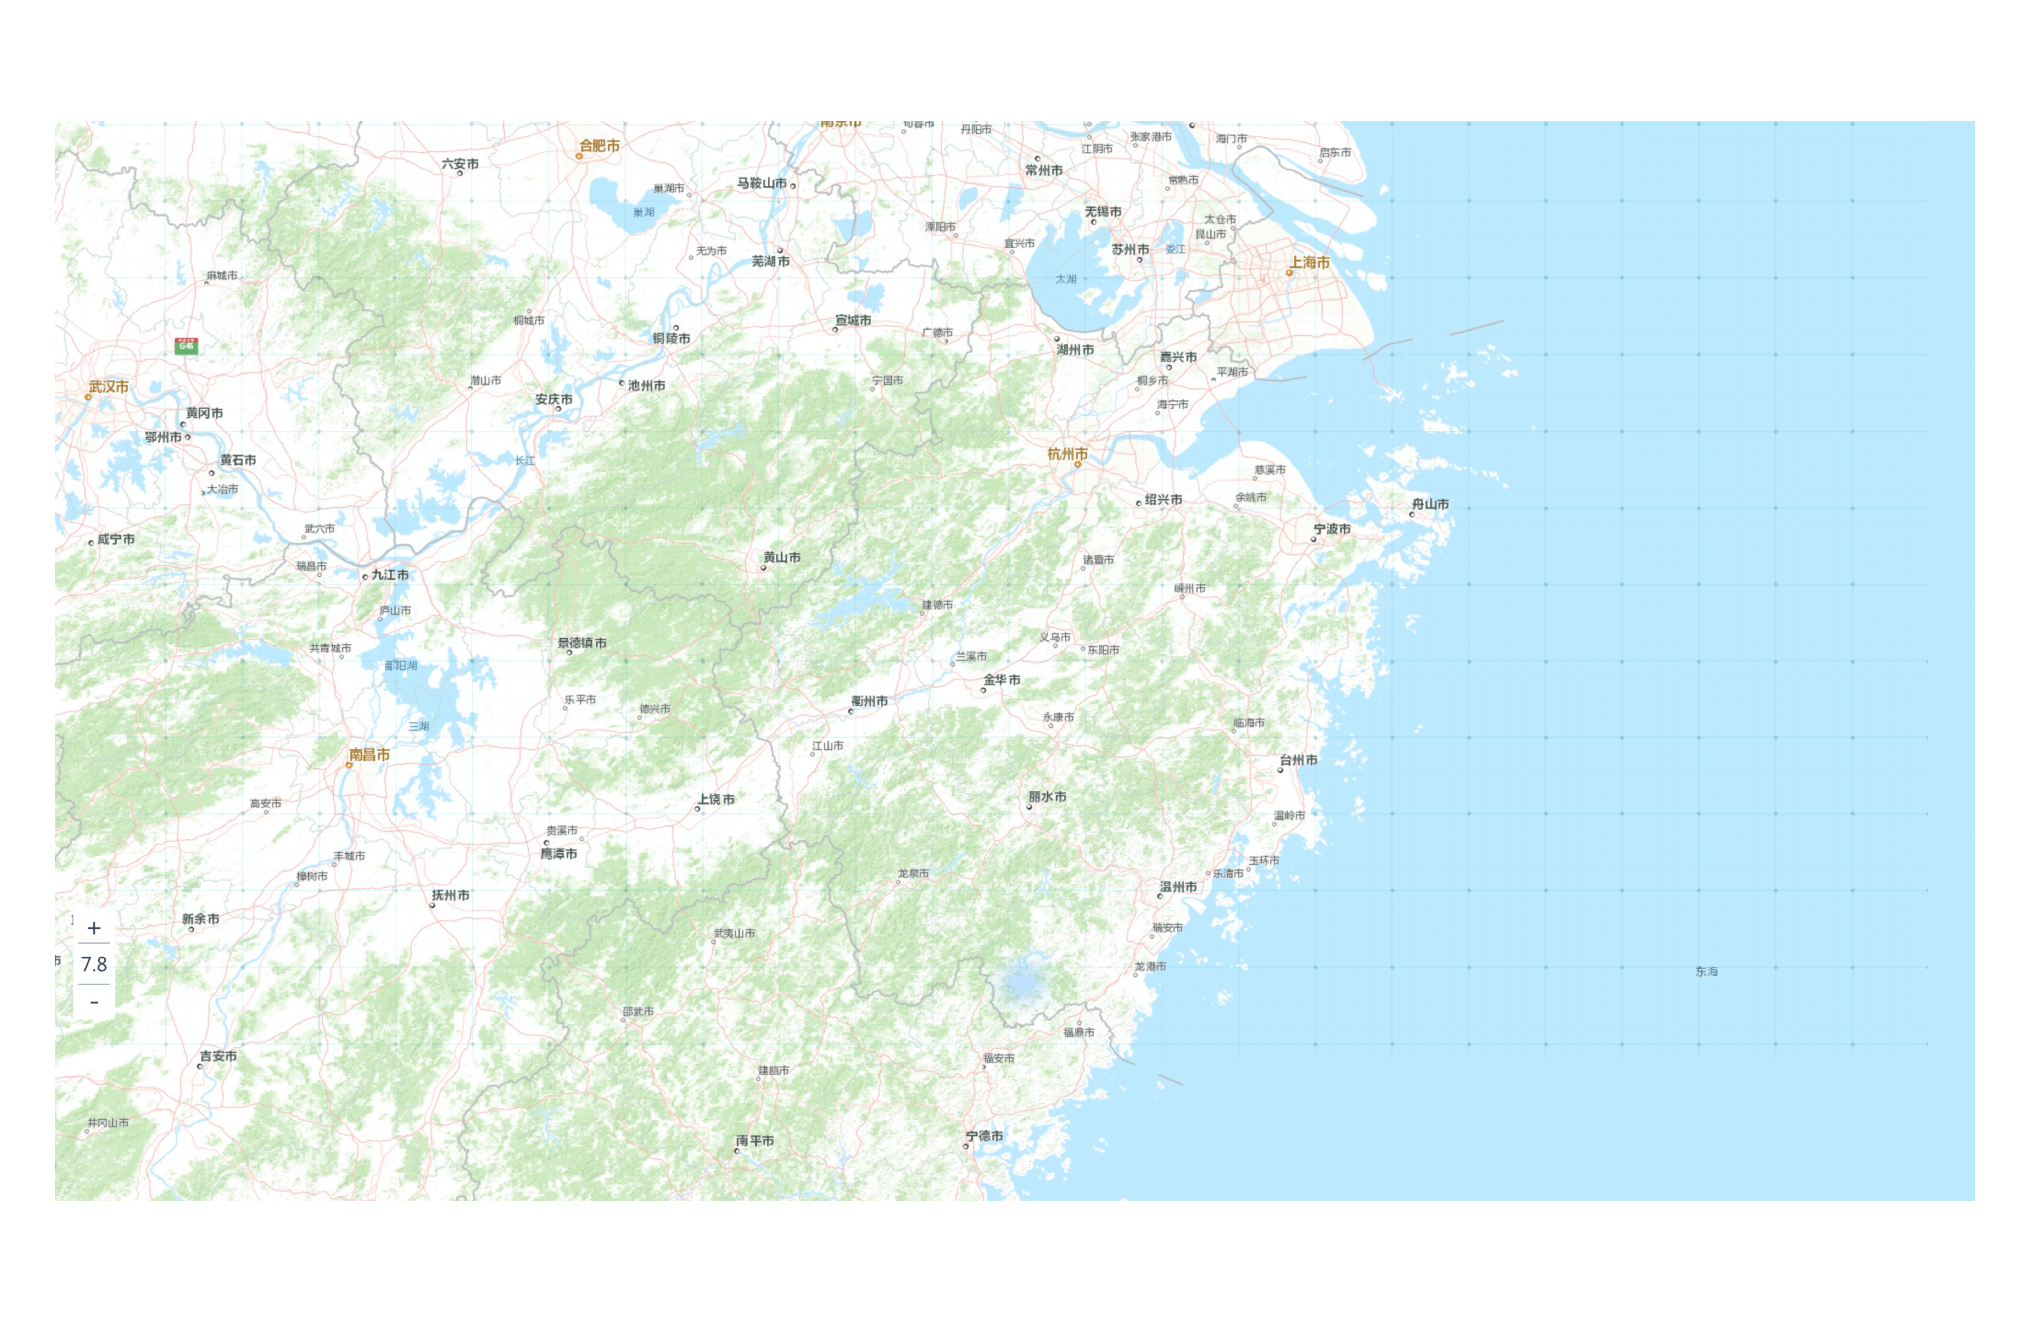 南京市
句容市
丹阳市
张家港市
海门市
启东市
合肥市
江阴市
六安市
常州市
常熟市
马鞍山市
巢湖市
巢湖
无锡市
太仓市
溧阳市
昆山市
宜兴市
苏州市
娄江
无为市
芜湖市
上海市
麻城市
太湖
桐城市
宣城市
广德市
铜陵市
G45
湖州市
嘉兴市
平湖市
武汉市
潜山市
池州市
宁国市
桐乡市
安庆市
海宁市
黄冈市
鄂州市
黄石市
长江
杭州市
慈溪市
大冶市
绍兴市
余姚市
舟山市
武穴市
宁波市
咸宁市
黄山市
诸暨市
瑞昌市
九江市
嵊州市
庐山市
建德市
共青城市
景德镇市
义乌市
东阳市
鄱阳湖
兰溪市
金华市
乐平市
德兴市
衢州市
永康市
临海市
三湖
江山市
南昌市
台州市
高安市
上饶市
丽水市
温岭市
贵溪市
鹰潭市
丰城市
玉环市
樟树市
龙泉市
乐清市
抚州市
温州市
新余市
瑞安市
武夷山市
+
7.8
-
龙港市
东海
邵武市
福鼎市
吉安市
福安市
建瓯市
井冈山市
南平市
宁德市